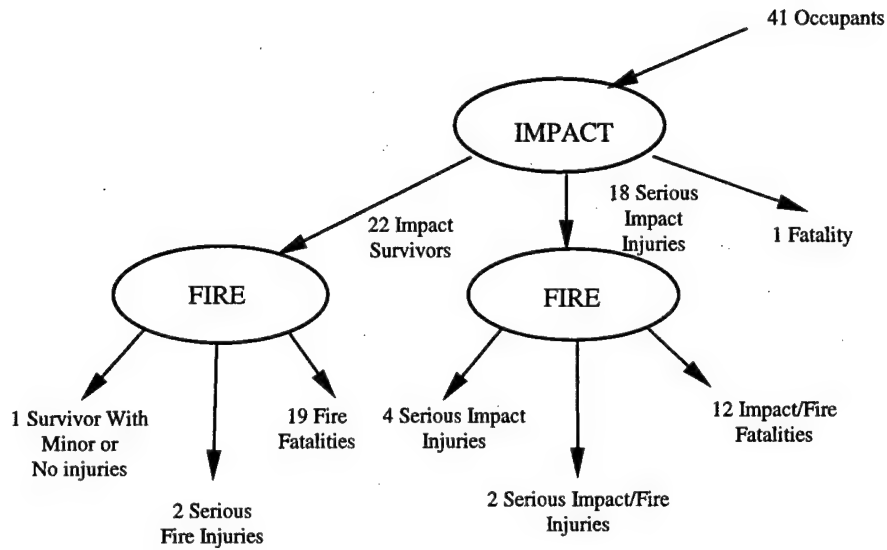 41 Occupants
IMPACT
22 Impact
Survivors
18 Serious
Impact
Injuries
1 Fatality
FIRE
FIRE
1 Survivor With
Minor or
No injuries
2 Serious
Fire Injuries
19 Fire
Fatalities
4 Serious Impact
Injuries
2 Serious Impact/Fire
Injuries
12 Impact/Fire
Fatalities